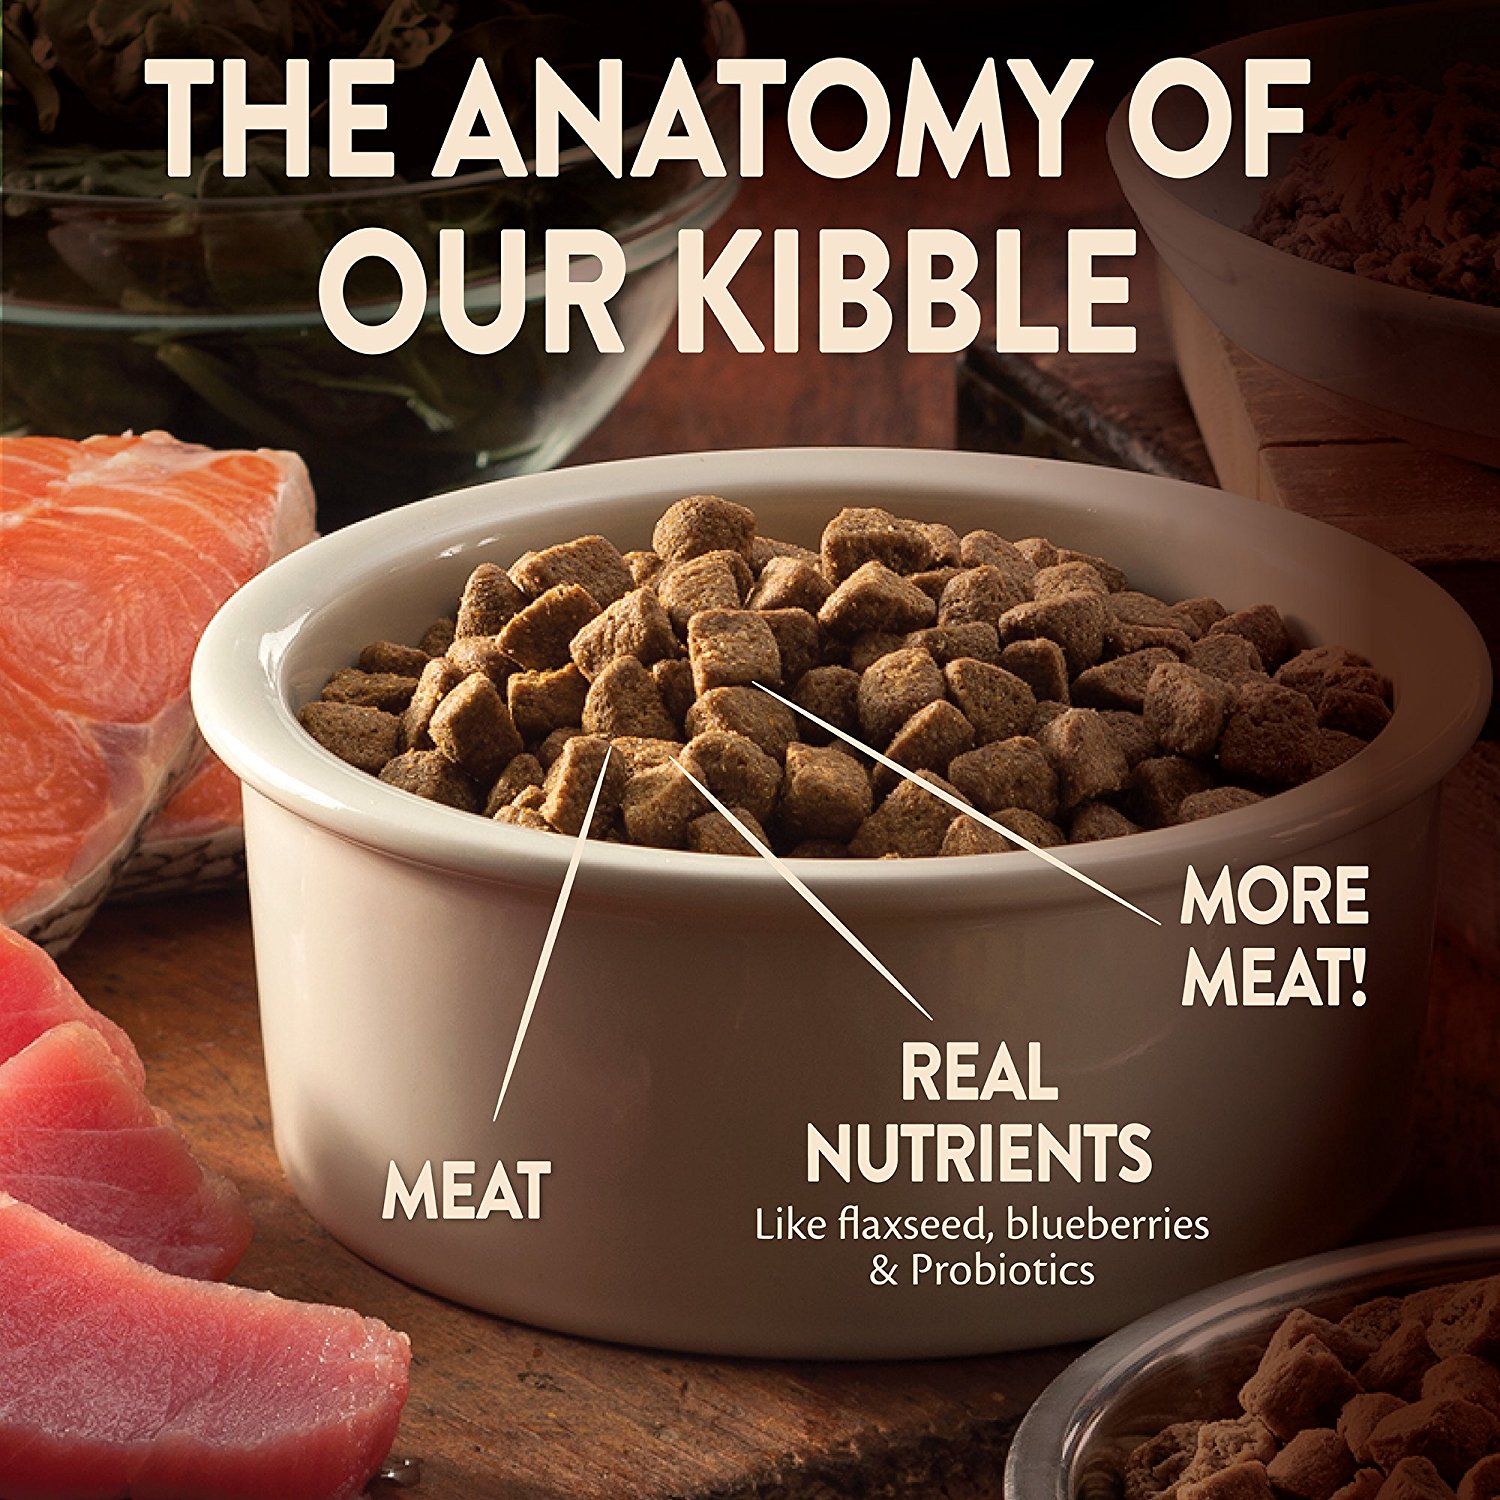 THE ANATOMY OF
OUR KIBBLE
MORE
MEAT!
REAL
NUTRIENTS
Like flaxseed, blueberries
& Probiotics
MEAT